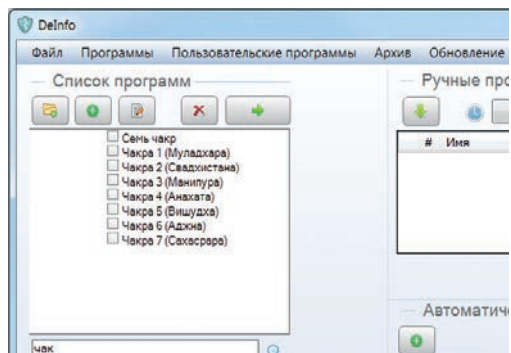 DeInfo
Файл Программы Пользовательские программы Архив Обновление
Список программ
Ручные про
# Имя
Семь чакр
Чакра 1 (Муладхара)
Чакра 2 (Свадхистана)
Чакра 3 (Манипура)
Чакра 4 (Анахата)
Чакра 5 (Вишудха)
Чакра 6 (Аджна)
Чакра 7 (Сахасрара)
Автоматиче
чак